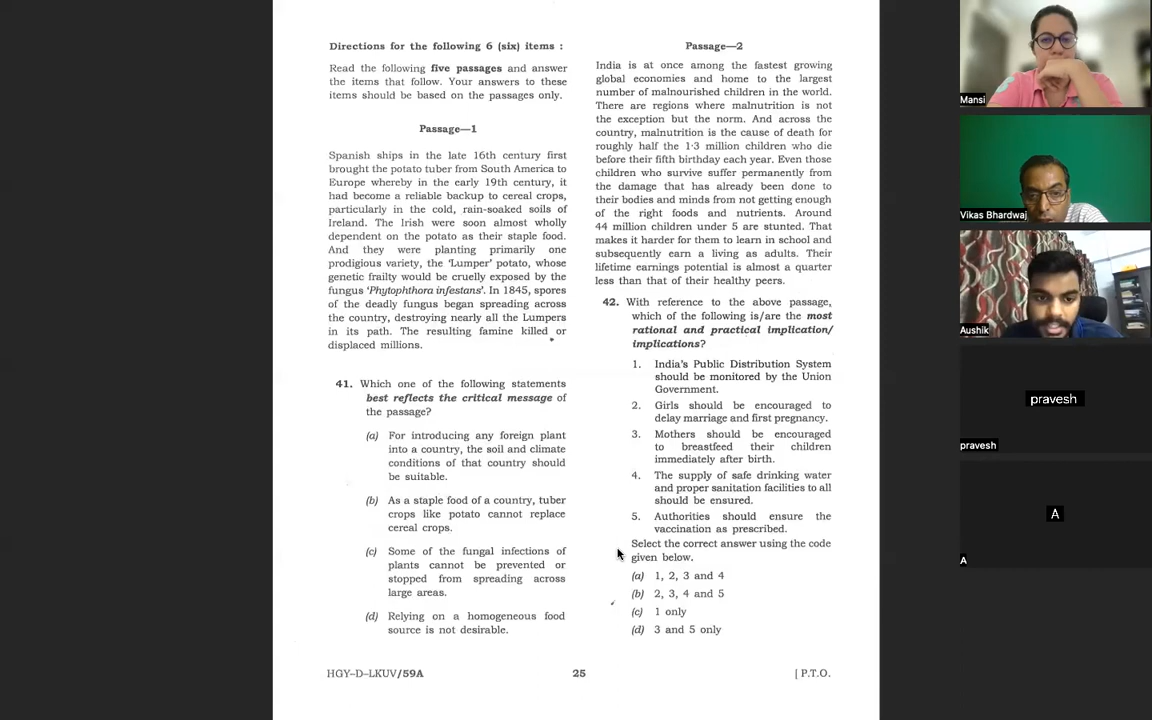 Directions for the following 6 (six) items :
Read the following five passages and answer
the items that follow. Your answers to these
items should be based on the passages only.
Passage—1
Spanish ships in the late 16th century first
brought the potato tuber from South America to
Europe whereby in the early 19th century, it
had become a reliable backup to cereal crops,
particularly in the cold, rain-soaked soils of
Ireland. The Irish were soon almost wholly
dependent on the potato as their staple food.
And they were planting primarily one
prodigious variety, the 'Lumper' potato, whose
genetic frailty would be cruelly exposed by the
fungus 'Phytophthora infestans'. In 1845, spores
of the deadly fungus began spreading across
the country, destroying nearly all the Lumpers
in its path. The resulting famine killed or
displaced millions.
41. Which one of the following statements
best reflects the critical message of
the passage?
(a) For introducing any foreign plant
into a country, the soil and climate
conditions of that country should
be suitable.
(b) As a staple food of a country, tuber
crops like potato cannot replace
cereal crops.
(c) Some of the fungal infections of
plants cannot be prevented or
stopped from spreading across
large areas.
(d) Relying on a homogeneous food
source is not desirable.
Passage—2
India is at once among the fastest growing
global economies and home to the largest
number of malnourished children in the world.
There are regions where malnutrition is not
the exception but the norm. And across the
country, malnutrition is the cause of death for
roughly half the 1·3 million children who die
before their fifth birthday each year. Even those
children who survive suffer permanently from
the damage that has already been done to
their bodies and minds from not getting enough
of the right foods and nutrients. Around
44 million children under 5 are stunted. That
makes it harder for them to learn in school and
subsequently earn a living as adults. Their
lifetime earnings potential is almost a quarter
less than that of their healthy peers.
42. With reference to the above passage,
which of the following is/are the most
rational and practical implication/
implications?
1. India's Public Distribution System
should be monitored by the Union
Government.
2. Girls should be encouraged to
delay marriage and first pregnancy.
3. Mothers should be encouraged
to breastfeed their children
immediately after birth.
4. The supply of safe drinking water
and proper sanitation facilities to all
should be ensured.
5. Authorities should ensure the
vaccination as prescribed.
Select the correct answer using the code
given below.
(a) 1, 2, 3 and 4
(b) 2, 3, 4 and 5
(c) 1 only
(d) 3 and 5 only
HGY–D–LKUV/59A
25
[ P.T.O.
Mansi
Vikas Bhardwaj
Aushik
pravesh
pravesh
A
A